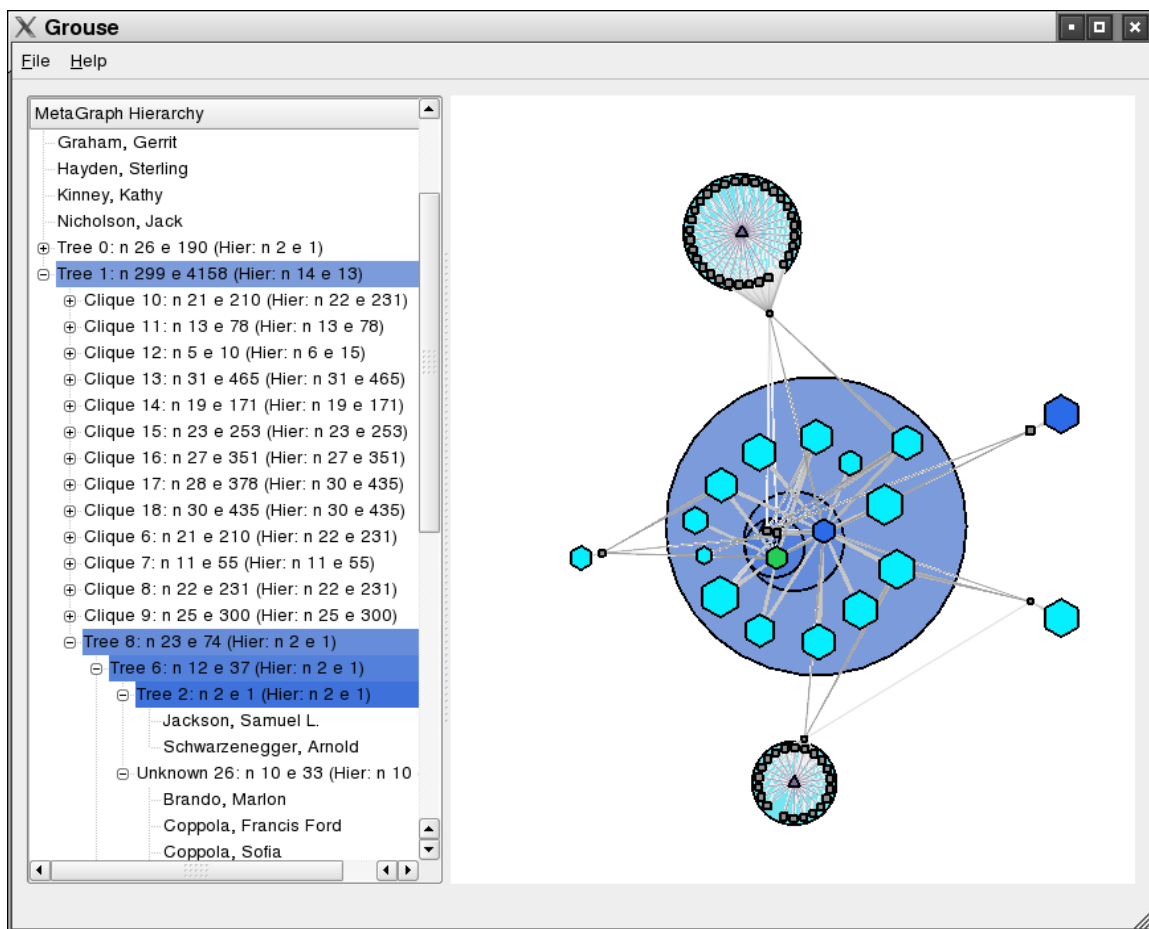 Grouse
File Help
MetaGraph Hierarchy
Graham, Gerrit
Hayden, Sterling
Kinney, Kathy
Nicholson, Jack
Tree 0: n 26 e 190 (Hier: n 2 e 1)
Tree 1: n 299 e 4158 (Hier: n 14 e 13)
Clique 10: n 21 e 210 (Hier: n 22 e 231)
Clique 11: n 13 e 78 (Hier: n 13 e 78)
Clique 12: n 5 e 10 (Hier: n 6 e 15)
Clique 13: n 31 e 465 (Hier: n 31 e 465)
Clique 14: n 19 e 171 (Hier: n 19 e 171)
Clique 15: n 23 e 253 (Hier: n 23 e 253)
Clique 16: n 27 e 351 (Hier: n 27 e 351)
Clique 17: n 28 e 378 (Hier: n 30 e 435)
Clique 18: n 30 e 435 (Hier: n 30 e 435)
Clique 6: n 21 e 210 (Hier: n 22 e 231)
Clique 7: n 11 e 55 (Hier: n 11 e 55)
Clique 8: n 22 e 231 (Hier: n 22 e 231)
Clique 9: n 25 e 300 (Hier: n 25 e 300)
Tree 8: n 23 e 74 (Hier: n 2 e 1)
Tree 6: n 12 e 37 (Hier: n 2 e 1)
Tree 2: n 2 e 1 (Hier: n 2 e 1)
Jackson, Samuel L.
Schwarzenegger, Arnold
Unknown 26: n 10 e 33 (Hier: n 10
Brando, Marlon
Coppola, Francis Ford
Coppola, Sofia